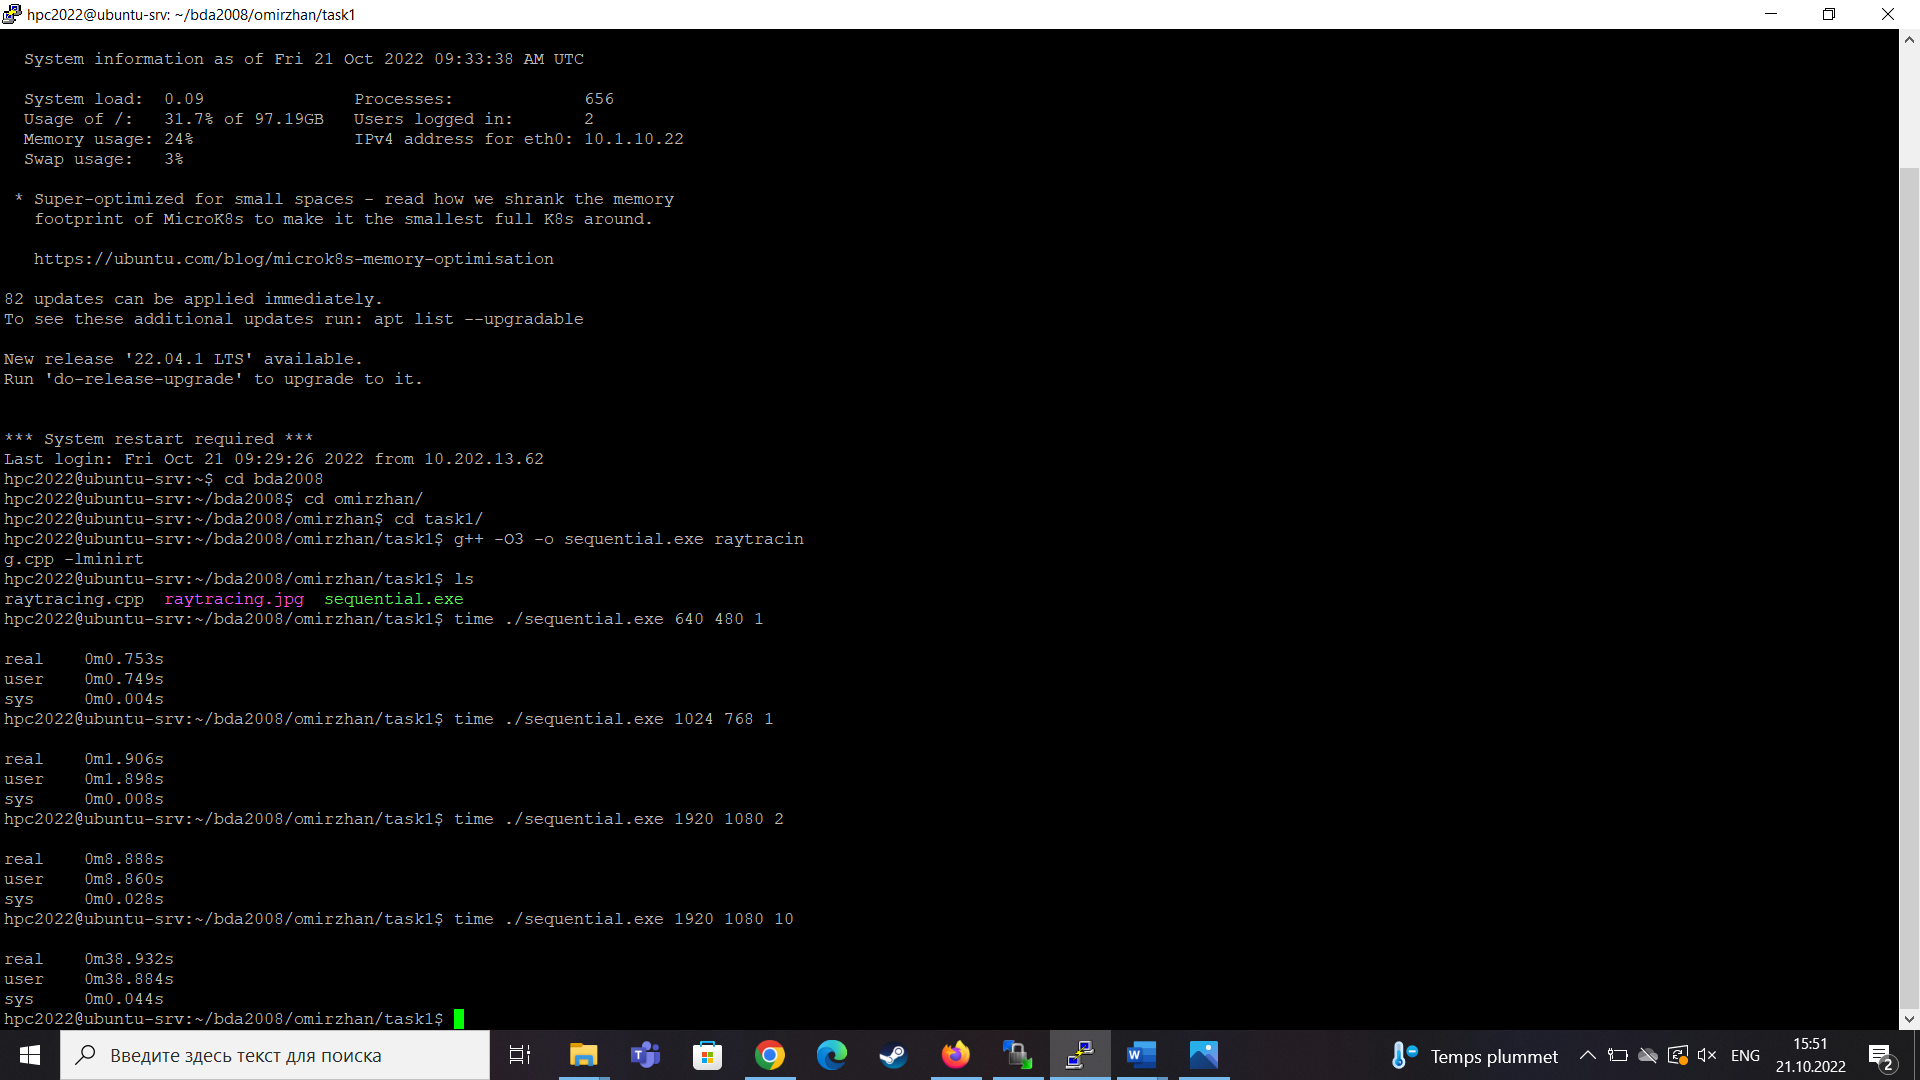 hpc2022@ubuntu-srv: ~/bda2008/omirzhan/task1
System information as of Fri 21 Oct 2022 09:33:38 AM UTC
System load:  0.09               Processes:             656
Usage of /:   31.7% of 97.19GB   Users logged in:       2
Memory usage: 24%                IPv4 address for eth0: 10.1.10.22
Swap usage:   3%
* Super-optimized for small spaces - read how we shrank the memory
footprint of MicroK8s to make it the smallest full K8s around.
https://ubuntu.com/blog/microk8s-memory-optimisation
82 updates can be applied immediately.
To see these additional updates run: apt list --upgradable
New release '22.04.1 LTS' available.
Run 'do-release-upgrade' to upgrade to it.
*** System restart required ***
Last login: Fri Oct 21 09:29:26 2022 from 10.202.13.62
hpc2022@ubuntu-srv:~$ cd bda2008
hpc2022@ubuntu-srv:~/bda2008$ cd omirzhan/
hpc2022@ubuntu-srv:~/bda2008/omirzhan$ cd task1/
hpc2022@ubuntu-srv:~/bda2008/omirzhan/task1$ g++ -O3 -o sequential.exe raytracin
g.cpp -lminirt
hpc2022@ubuntu-srv:~/bda2008/omirzhan/task1$ ls
raytracing.cpp  raytracing.jpg  sequential.exe
hpc2022@ubuntu-srv:~/bda2008/omirzhan/task1$ time ./sequential.exe 640 480 1
real    0m0.753s
user    0m0.749s
sys     0m0.004s
hpc2022@ubuntu-srv:~/bda2008/omirzhan/task1$ time ./sequential.exe 1024 768 1
real    0m1.906s
user    0m1.898s
sys     0m0.008s
hpc2022@ubuntu-srv:~/bda2008/omirzhan/task1$ time ./sequential.exe 1920 1080 2
real    0m8.888s
user    0m8.860s
sys     0m0.028s
hpc2022@ubuntu-srv:~/bda2008/omirzhan/task1$ time ./sequential.exe 1920 1080 10
real    0m38.932s
user    0m38.884s
sys     0m0.044s
hpc2022@ubuntu-srv:~/bda2008/omirzhan/task1$
Введите здесь текст для поиска
Temps plummet
ENG
15:51
21.10.2022
2